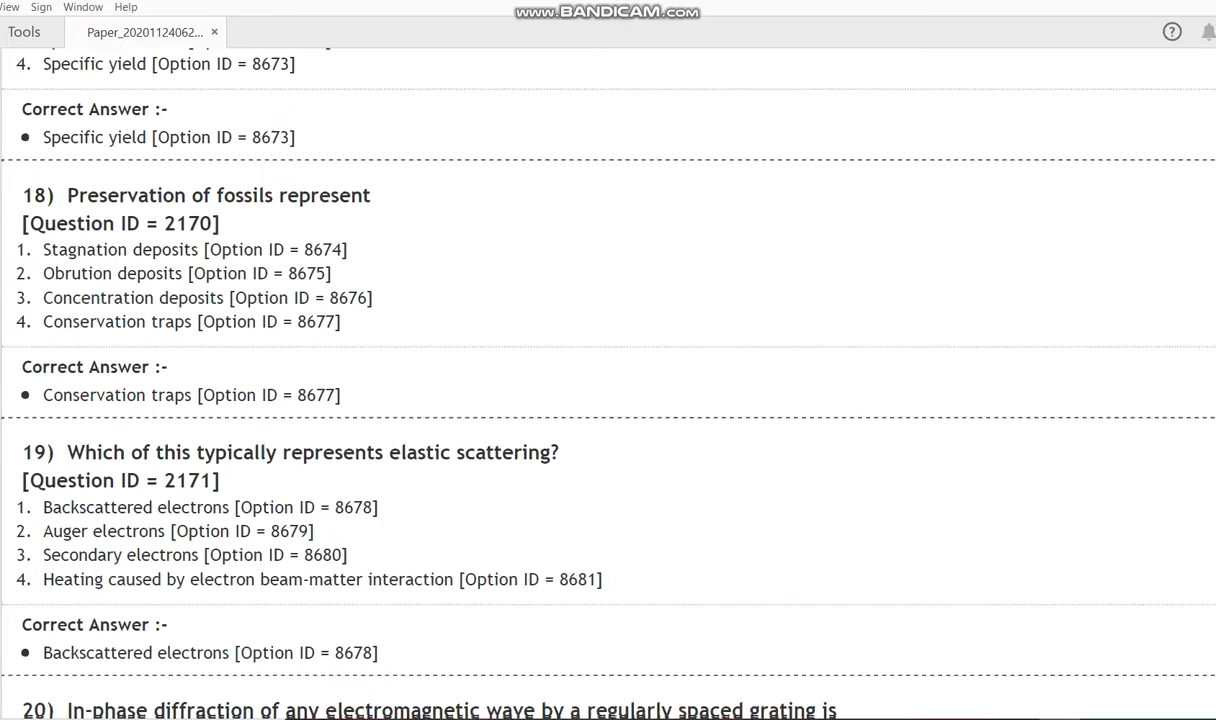 View Sign Window Help
www.BANDICAM.com
Tools
Paper_20201124062... ×
?
4. Specific yield [Option ID = 8673]
Correct Answer :-
• Specific yield [Option ID = 8673]
18) Preservation of fossils represent
[Question ID = 2170]
1. Stagnation deposits [Option ID = 8674]
2. Obrution deposits [Option ID = 8675]
3. Concentration deposits [Option ID = 8676]
4. Conservation traps [Option ID = 8677]
Correct Answer :-
• Conservation traps [Option ID = 8677]
19) Which of this typically represents elastic scattering?
[Question ID = 2171]
1. Backscattered electrons [Option ID = 8678]
2. Auger electrons [Option ID = 8679]
3. Secondary electrons [Option ID = 8680]
4. Heating caused by electron beam-matter interaction [Option ID = 8681]
Correct Answer :-
• Backscattered electrons [Option ID = 8678]
20) In-phase diffraction of any electromagnetic wave by a regularly spaced grating is